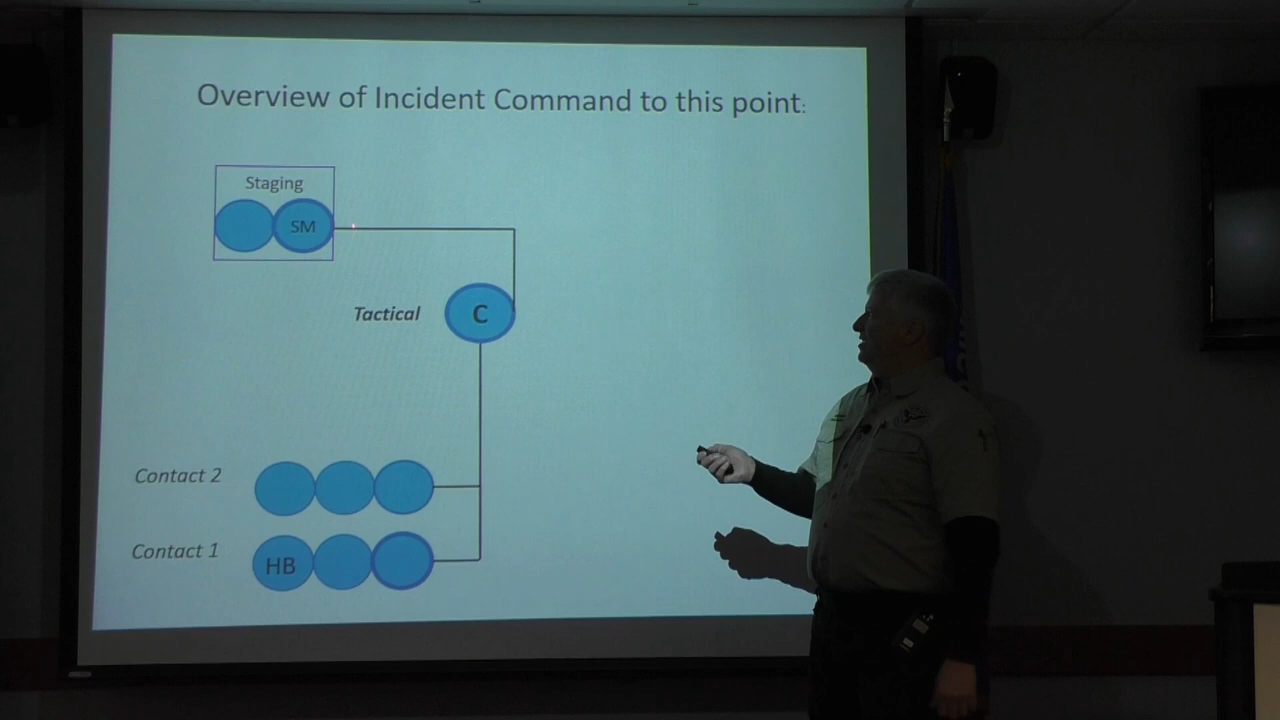 Overview of Incident Command to this point:
Staging
SM
Tactical
C
Contact 2
Contact 1
HB